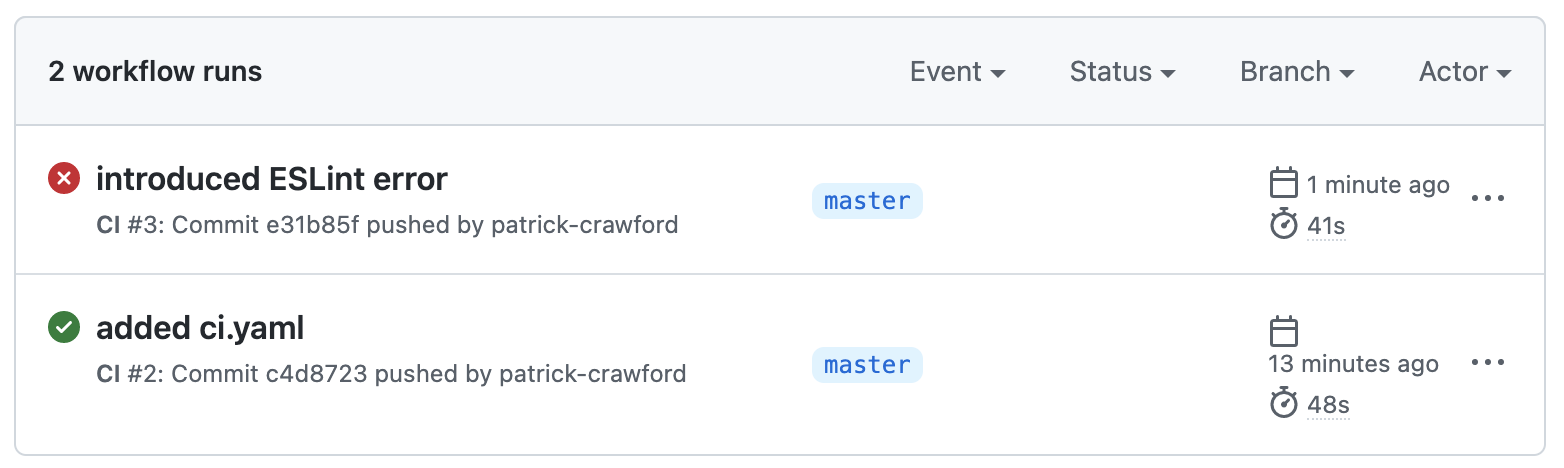 2 workflow runs
Event
Status
Branch
Actor
introduced ESLint error
CI #3: Commit e31b85f pushed by patrick-crawford
master
1 minute ago
41s
added ci.yaml
CI #2: Commit c4d8723 pushed by patrick-crawford
master
13 minutes ago
48s